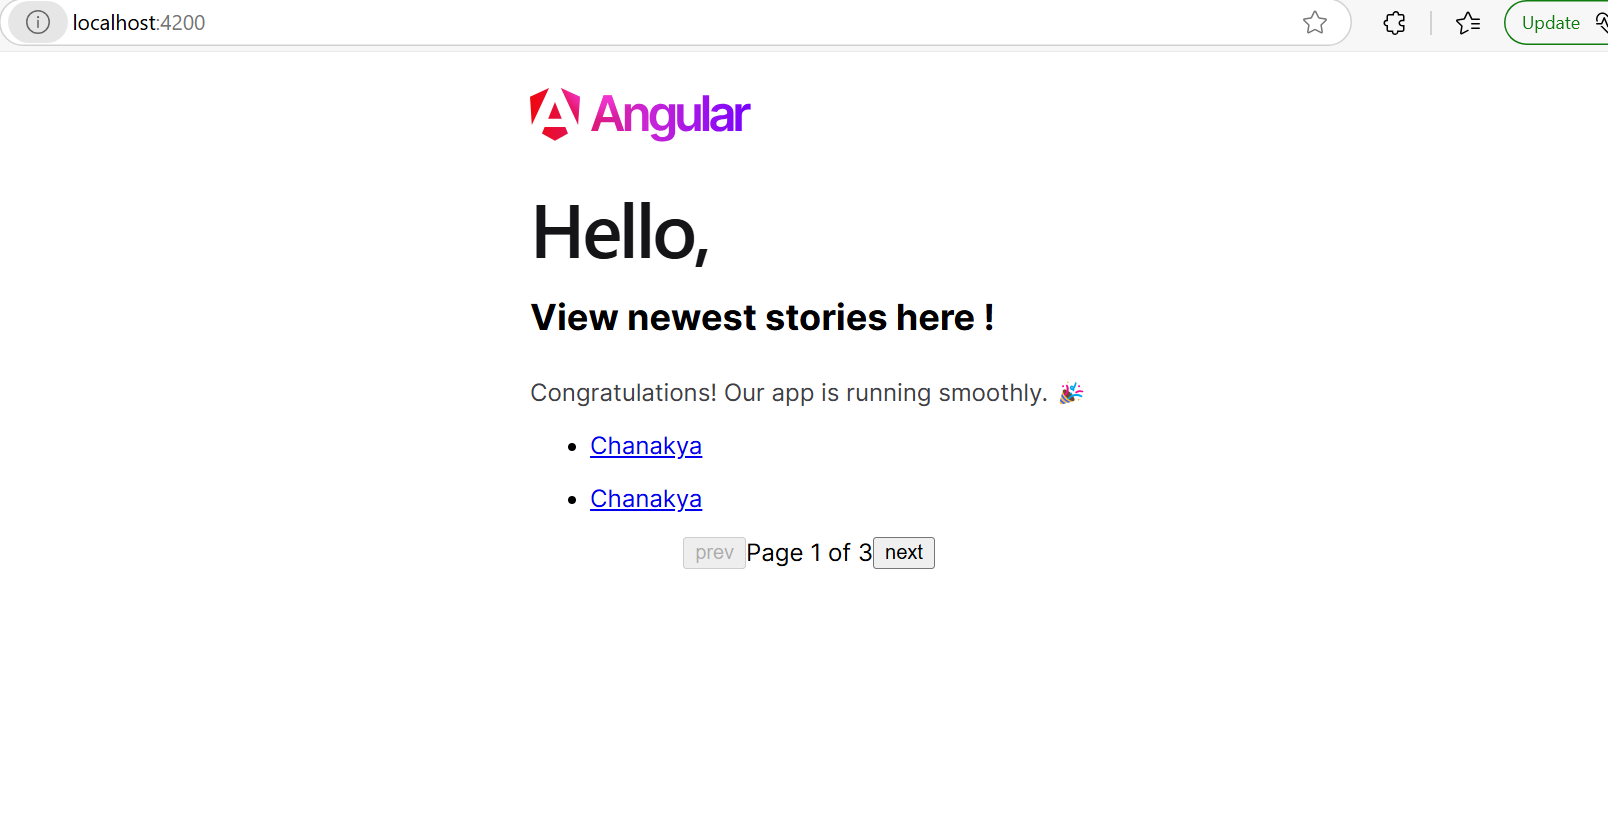 localhost:4200
Update
Angular
Hello,
View newest stories here !
Congratulations! Our app is running smoothly. 🎉
• Chanakya
• Chanakya
prev Page 1 of 3 next